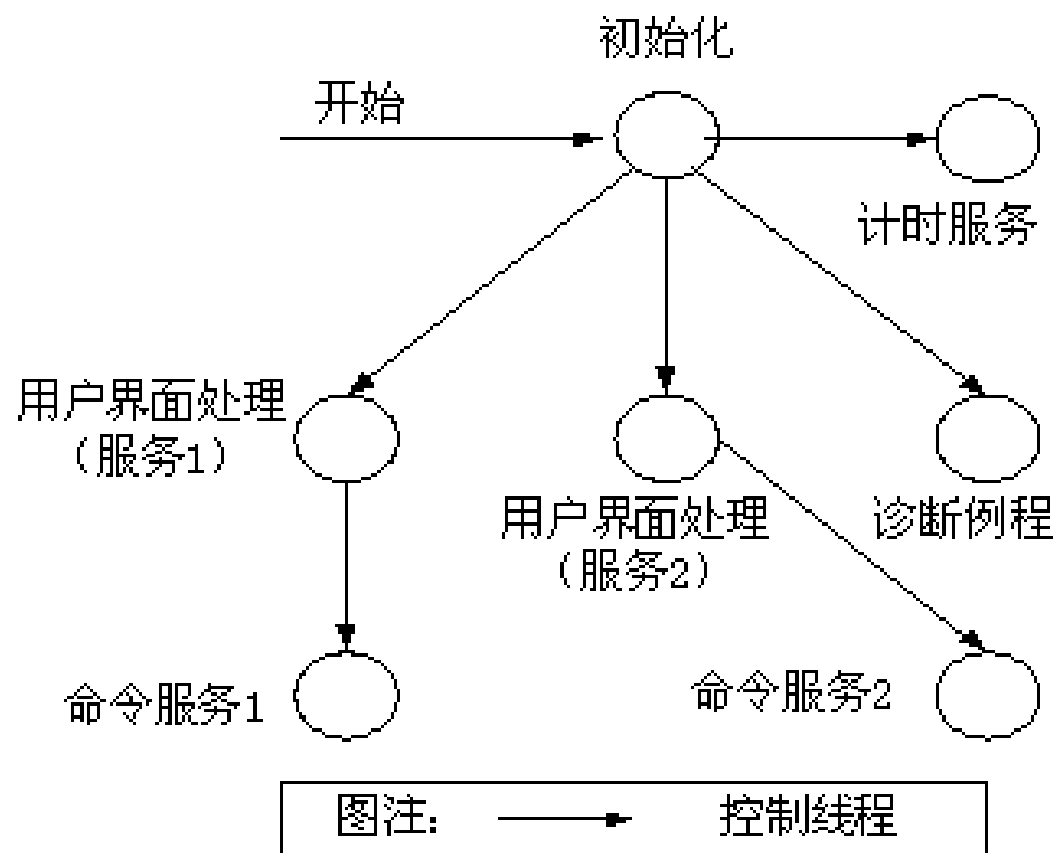 初始化
开始
计时服务
用户界面处理
（服务1）
用户界面处理
（服务2）
诊断例程
命令服务1
命令服务2
图注： 控制线程